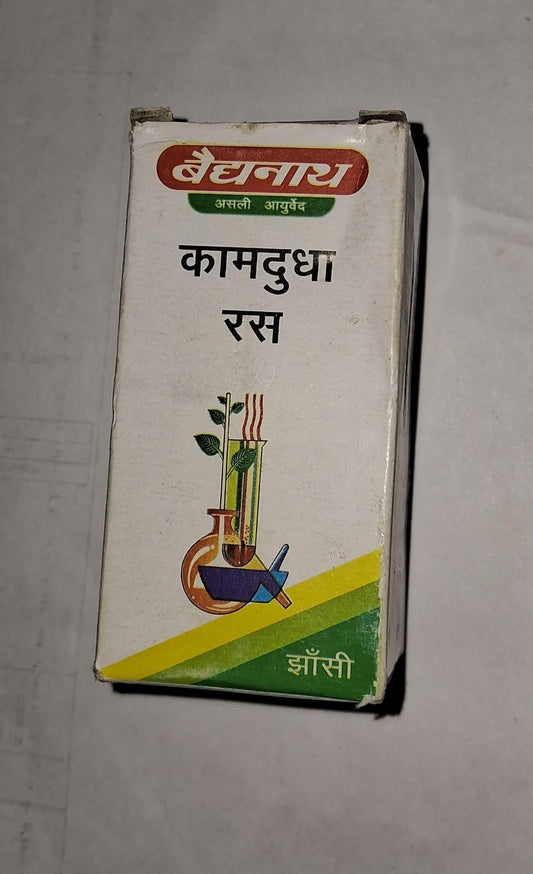 बैद्यनाथ
असली आयुर्वेद
कामदुधा
रस
झाँसी